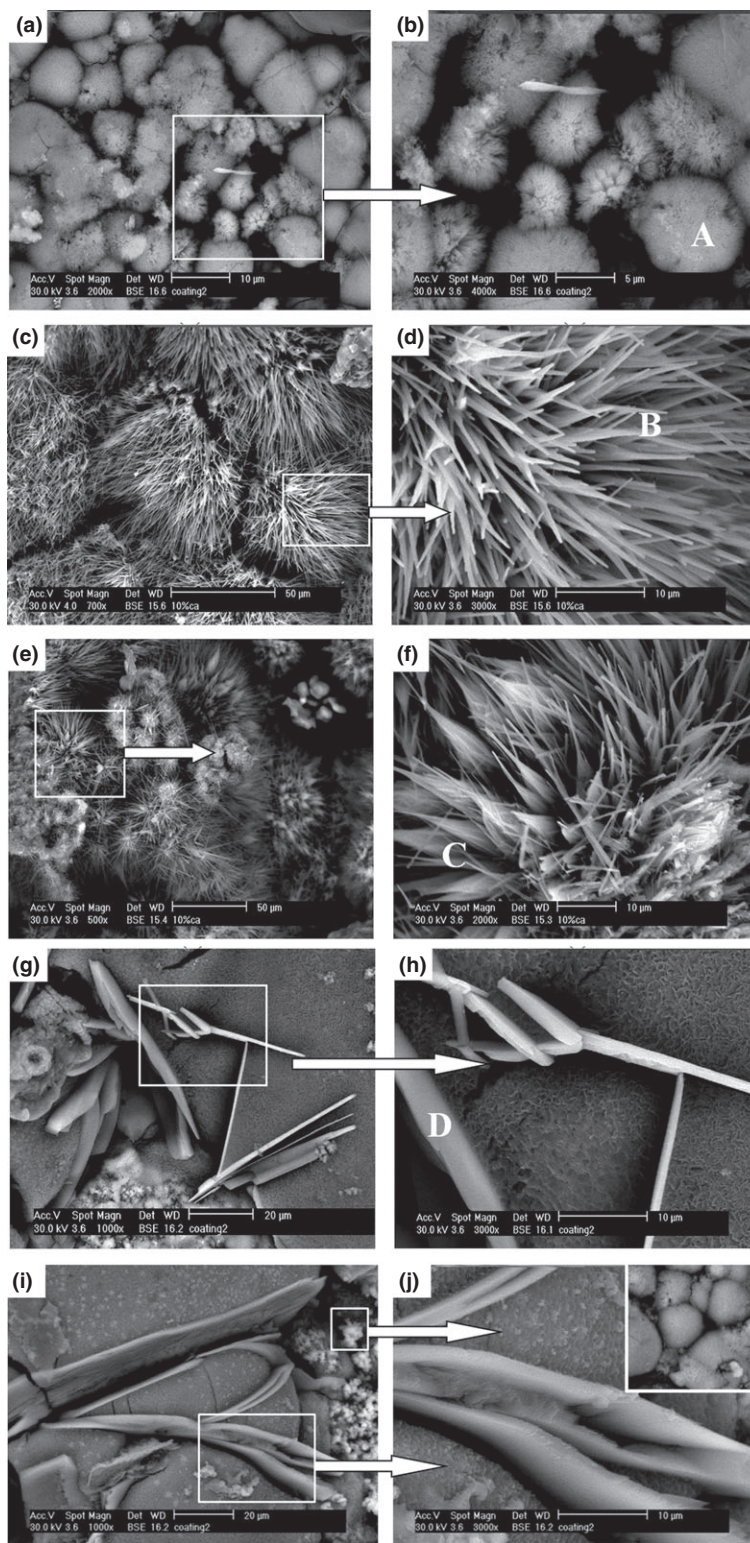 (a)
Acc.V Spot Magn Det WD 10 µm
30.0 kV 3.6 2000x BSE 16.6 coating2
(b)
A
Acc.V Spot Magn Det WD 5 µm
30.0 kV 3.6 4000x BSE 16.6 coating2
(c)
Acc.V Spot Magn Det WD 50 µm
30.0 kV 4.0 700x BSE 15.6 10%ca
(d)
B
Acc.V Spot Magn Det WD 10 µm
30.0 kV 3.6 3000x BSE 15.6 10%ca
(e)
Acc.V Spot Magn Det WD 50 µm
30.0 kV 3.6 500x BSE 15.4 10%ca
(f)
C
Acc.V Spot Magn Det WD 10 µm
30.0 kV 3.6 2000x BSE 15.3 10%ca
(g)
Acc.V Spot Magn Det WD 20 µm
30.0 kV 3.6 1000x BSE 16.2 coating2
(h)
D
Acc.V Spot Magn Det WD 10 µm
30.0 kV 3.6 3000x BSE 16.1 coating2
(i)
Acc.V Spot Magn Det WD 20 µm
30.0 kV 3.6 1000x BSE 16.2 coating2
(j)
Acc.V Spot Magn Det WD 10 µm
30.0 kV 3.6 3000x BSE 16.2 coating2